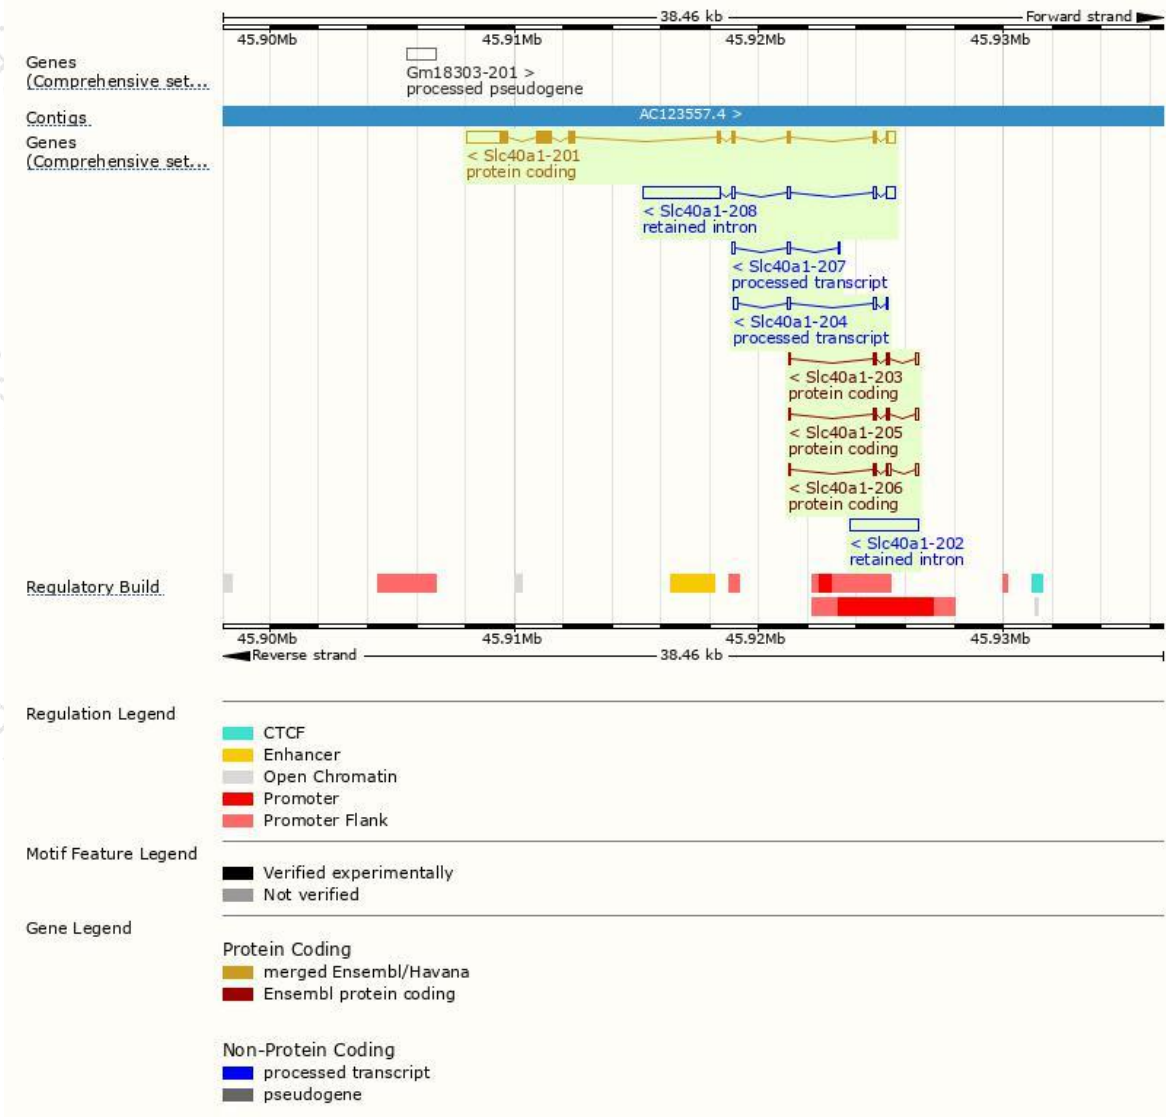 38.46 kb Forward strand
45.90Mb 45.91Mb 45.92Mb 45.93Mb
Genes
(Comprehensive set...
Gm18303-201 >
processed pseudogene
Contigs
AC123557.4 >
Genes
(Comprehensive set...
< Slc40a1-201
protein coding
< Slc40a1-208
retained intron
< Slc40a1-207
processed transcript
< Slc40a1-204
processed transcript
< Slc40a1-203
protein coding
< Slc40a1-205
protein coding
< Slc40a1-206
protein coding
< Slc40a1-202
retained intron
Regulatory Build
45.90Mb 45.91Mb 45.92Mb 45.93Mb
Reverse strand 38.46 kb
Regulation Legend
CTCF
Enhancer
Open Chromatin
Promoter
Promoter Flank
Motif Feature Legend
Verified experimentally
Not verified
Gene Legend
Protein Coding
merged Ensembl/Havana
Ensembl protein coding
Non-Protein Coding
processed transcript
pseudogene